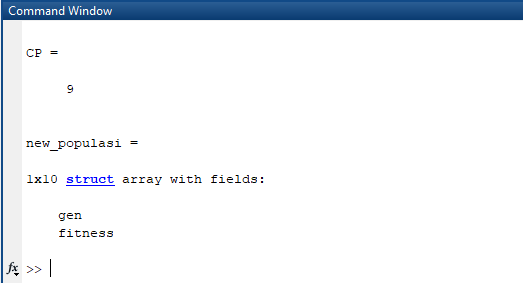 Command Window
CP =
9
new_populasi =
1x10 struct array with fields:
gen
fitness
fx >>